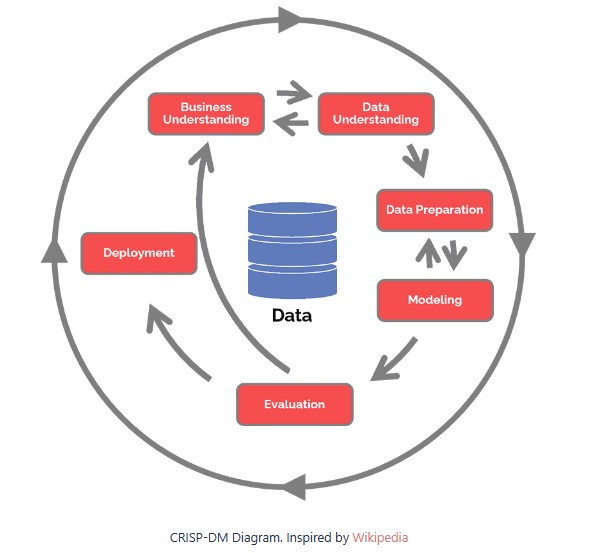 Business
Understanding
Data
Understanding
Data Preparation
Deployment
Modeling
Data
Evaluation
CRISP-DM Diagram. Inspired by Wikipedia